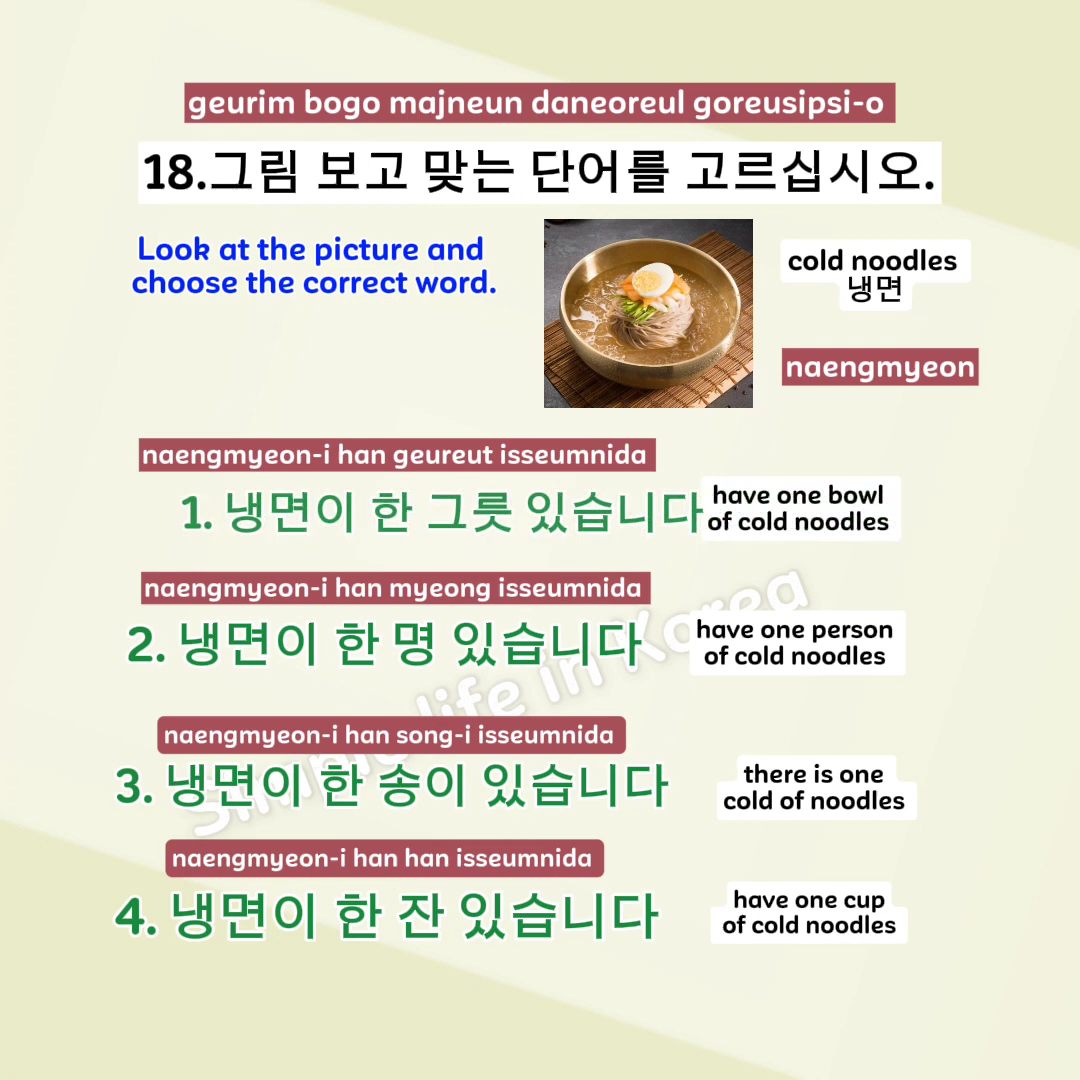 geurim bogo majneun daneoreul goreusipsi-o
18.그림 보고 맞는 단어를 고르십시오.
Look at the picture and
choose the correct word.
cold noodles
냉면
naengmyeon
naengmyeon-i han geureut isseumnida
1. 냉면이 한 그릇 있습니다
have one bowl
of cold noodles
naengmyeon-i han myeong isseumnida
2. 냉면이 한 명 있습니다
have one person
of cold noodles
naengmyeon-i han song-i isseumnida
3. 냉면이 한 송이 있습니다
there is one
cold of noodles
naengmyeon-i han han isseumnida
4. 냉면이 한 잔 있습니다
have one cup
of cold noodles
Simple life in Korea